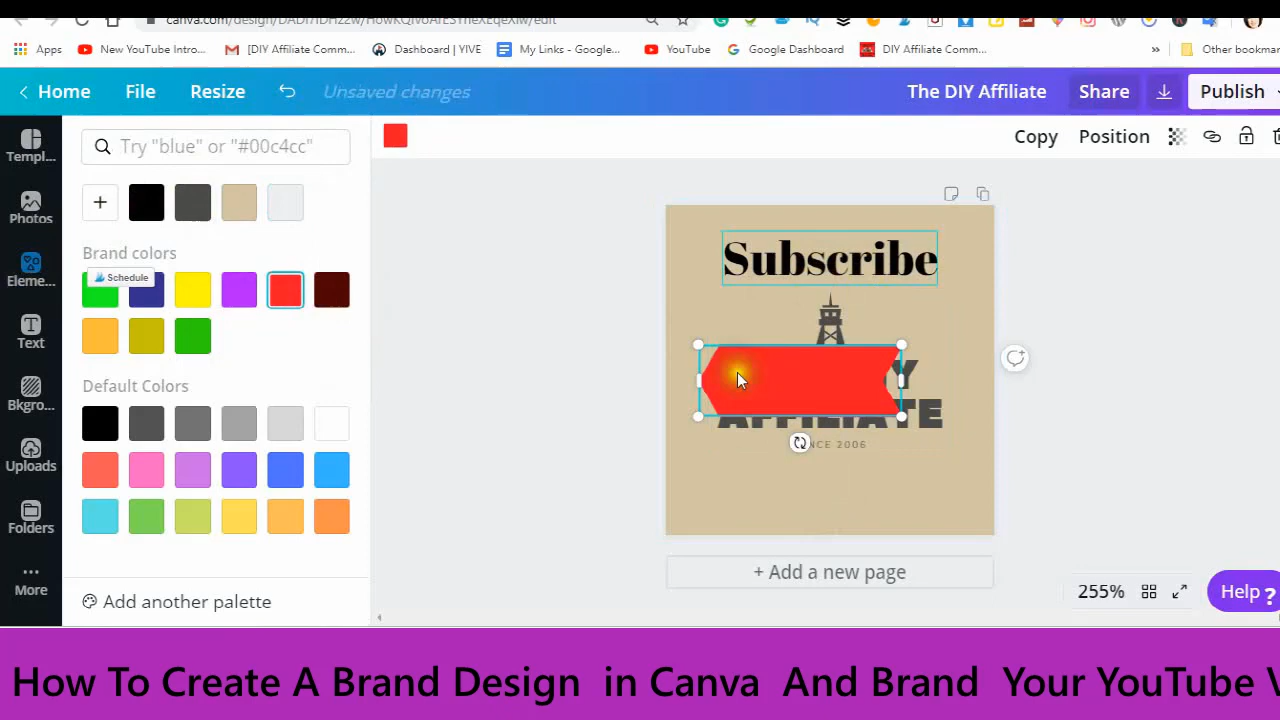 Apps
New YouTube Intro...
[DIY Affiliate Comm...
Dashboard | YIVE
My Links - Google...
YouTube
Google Dashboard
DIY Affiliate Comm...
»
Other bookmar
Home
File
Resize
Unsaved changes
The DIY Affiliate
Share
Publish
Templ...
Photos
Eleme...
Text
Bkgro...
Uploads
Folders
More
Try "blue" or "#00c4cc"
+
Brand colors
Schedule
Default Colors
Add another palette
Copy
Position
Subscribe
Y
AFFILIATE
NCE 2006
+ Add a new page
255%
Help ?
How To Create A Brand Design in Canva And Brand Your YouTube V